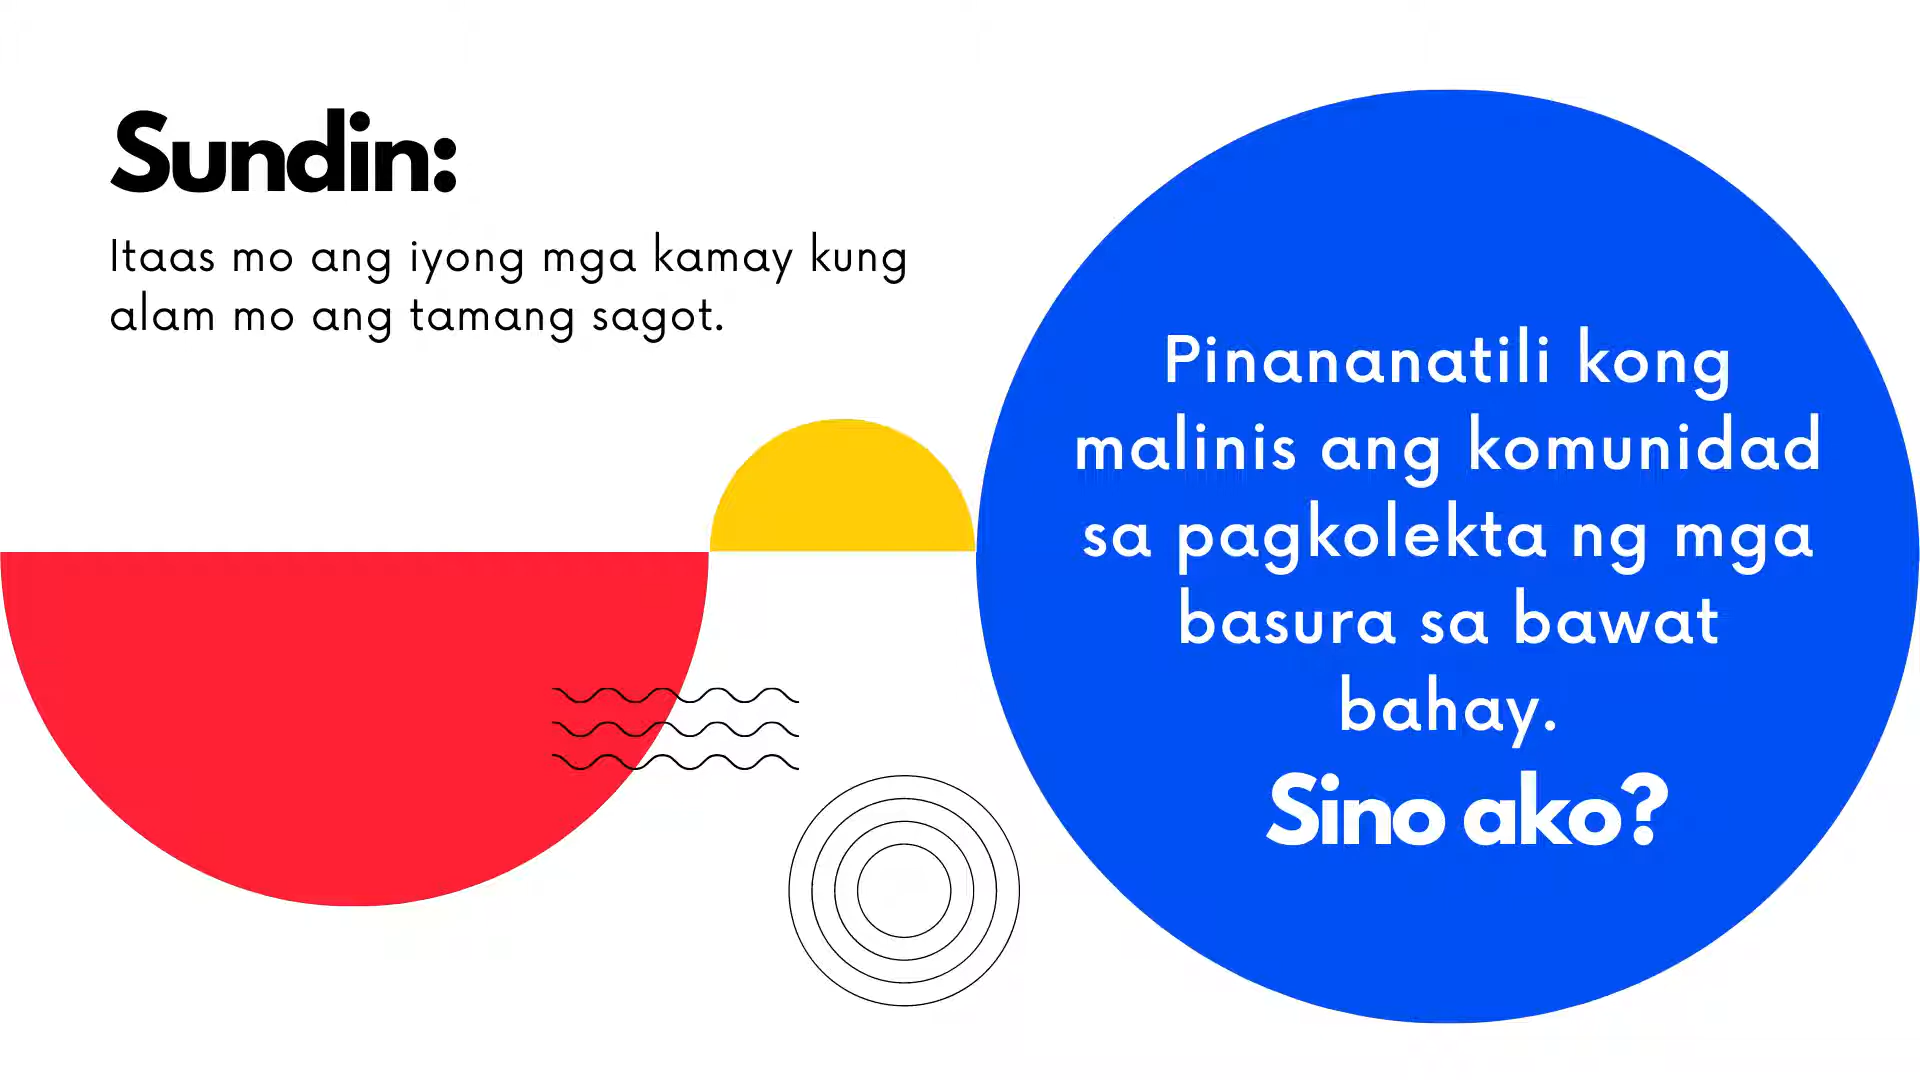 Sundin:
Itaas mo ang iyong mga kamay kung
alam mo ang tamang sagot.
Pinananatili kong
malinis ang komunidad
sa pagkolekta ng mga
basura sa bawat
bahay.
Sino ako?